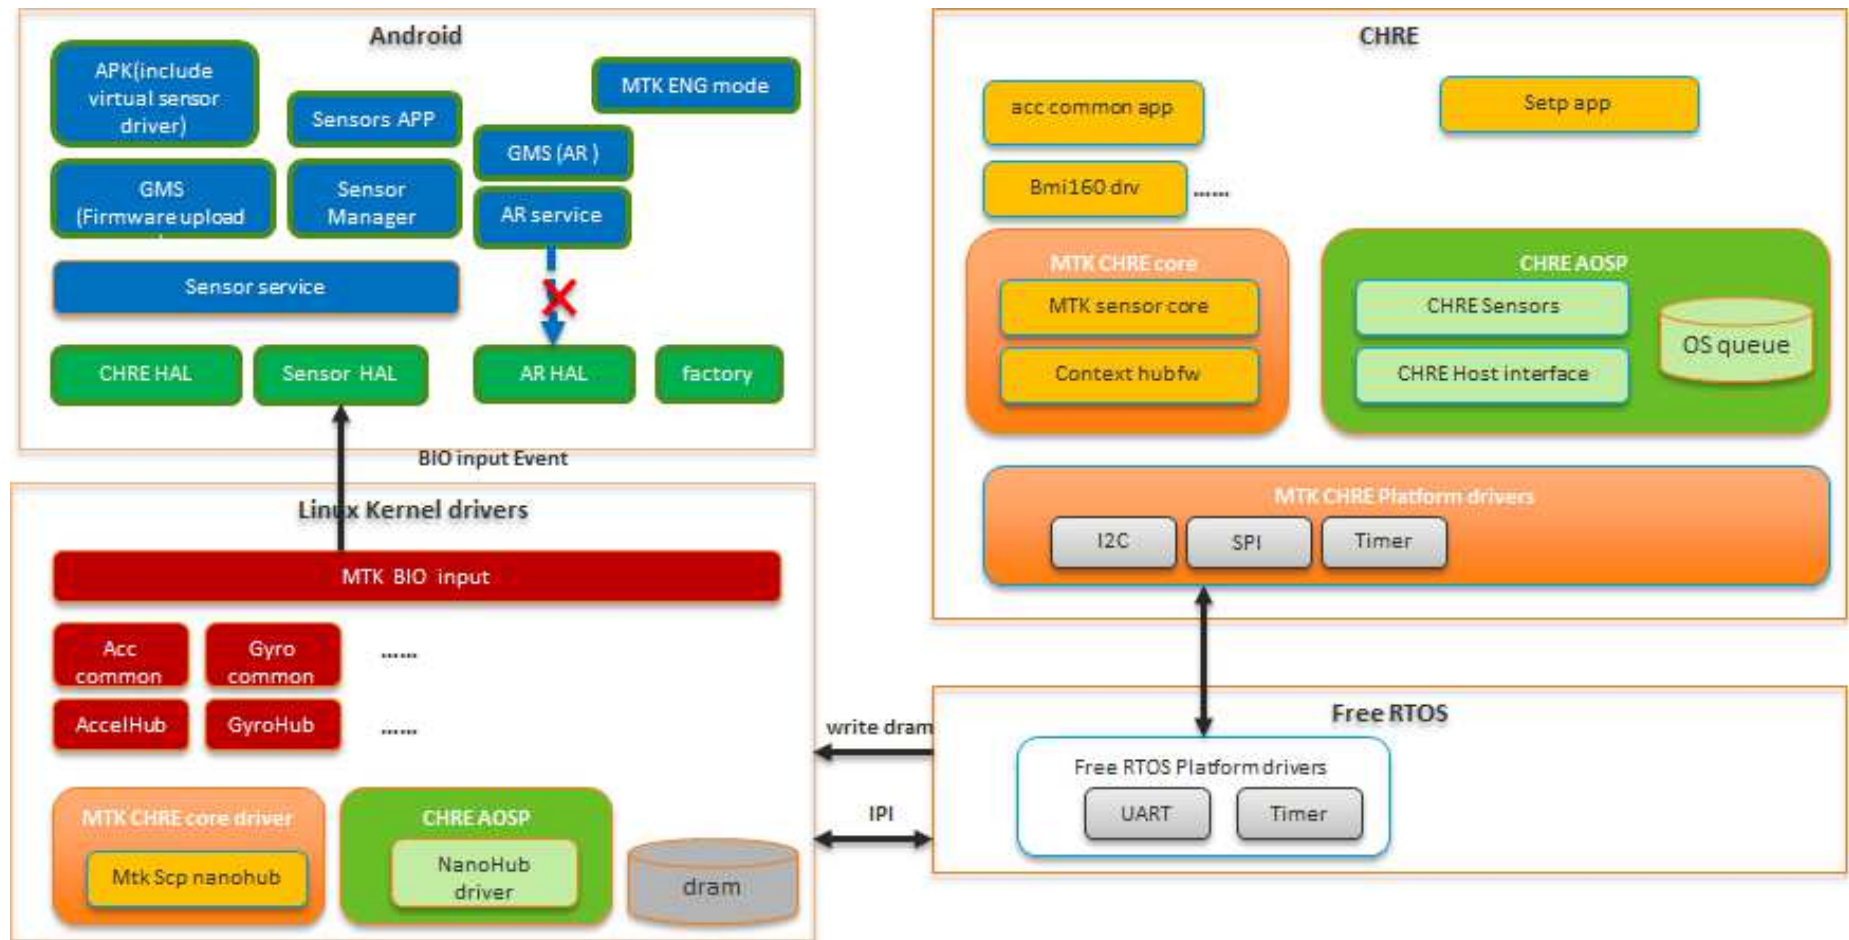 Android
APK(include
virtual sensor
driver)
Sensors APP
MTK ENG mode
GMS (AR )
GMS
(Firmware upload
Sensor
Manager
AR service
Sensor service
CHRE HAL
Sensor HAL
AR HAL
factory
BIO input Event
Linux Kernel drivers
MTK BIO input
Acc
common
Gyro
common
......
AccelHub
GyroHub
......
MTK CHRE core driver
Mtk Scp nanohub
CHRE AOSP
NanoHub
driver
dram
write dram
IPI
CHRE
acc common app
Setp app
Bmi160 drv
......
MTK CHRE core
MTK sensor core
Context hub fw
CHRE AOSP
CHRE Sensors
CHRE Host interface
OS queue
MTK CHRE Platform drivers
I2C
SPI
Timer
Free RTOS
Free RTOS Platform drivers
UART
Timer